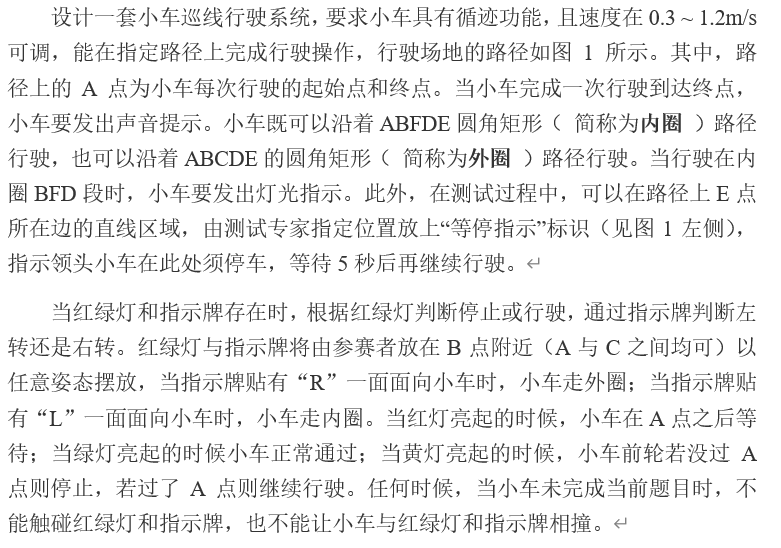 设计一套小车巡线行驶系统，要求小车具有循迹功能，且速度在 0.3 ~ 1.2m/s
可调，能在指定路径上完成行驶操作，行驶场地的路径如图 1 所示。其中，路
径上的 A 点为小车每次行驶的起始点和终点。当小车完成一次行驶到达终点，
小车要发出声音提示。小车既可以沿着 ABFDE 圆角矩形（ 简称为内圈 ）路径
行驶，也可以沿着 ABCDE 的圆角矩形（ 简称为外圈 ）路径行驶。当行驶在内
圈 BFD 段时，小车要发出灯光指示。此外，在测试过程中，可以在路径上 E 点
所在边的直线区域，由测试专家指定位置放上“等停指示”标识（见图 1 左侧），
指示领头小车在此处须停车，等待 5 秒后再继续行驶。↵
当红绿灯和指示牌存在时，根据红绿灯判断停止或行驶，通过指示牌判断左
转还是右转。红绿灯与指示牌将由参赛者放在 B 点附近（A 与 C 之间均可）以
任意姿态摆放，当指示牌贴有“R”一面面向小车时，小车走外圈；当指示牌贴
有“L”一面面向小车时，小车走内圈。当红灯亮起的时候，小车在 A 点之后等
待；当绿灯亮起的时候小车正常通过；当黄灯亮起的时候，小车前轮若没过 A
点则停止，若过了 A 点则继续行驶。任何时候，当小车未完成当前题目时，不
能触碰红绿灯和指示牌，也不能让小车与红绿灯和指示牌相撞。↵